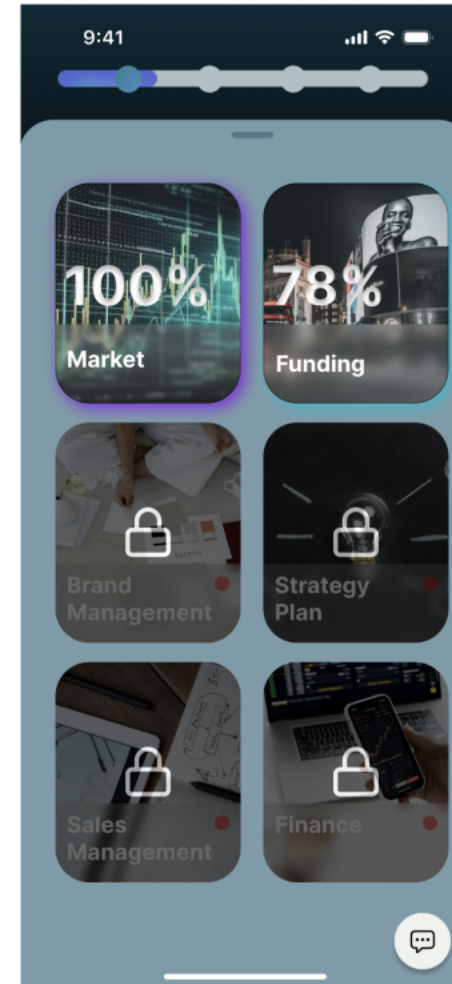 9:41
100%
Market
78%
Funding
Brand
Management
Strategy
Plan
Sales
Management
Finance